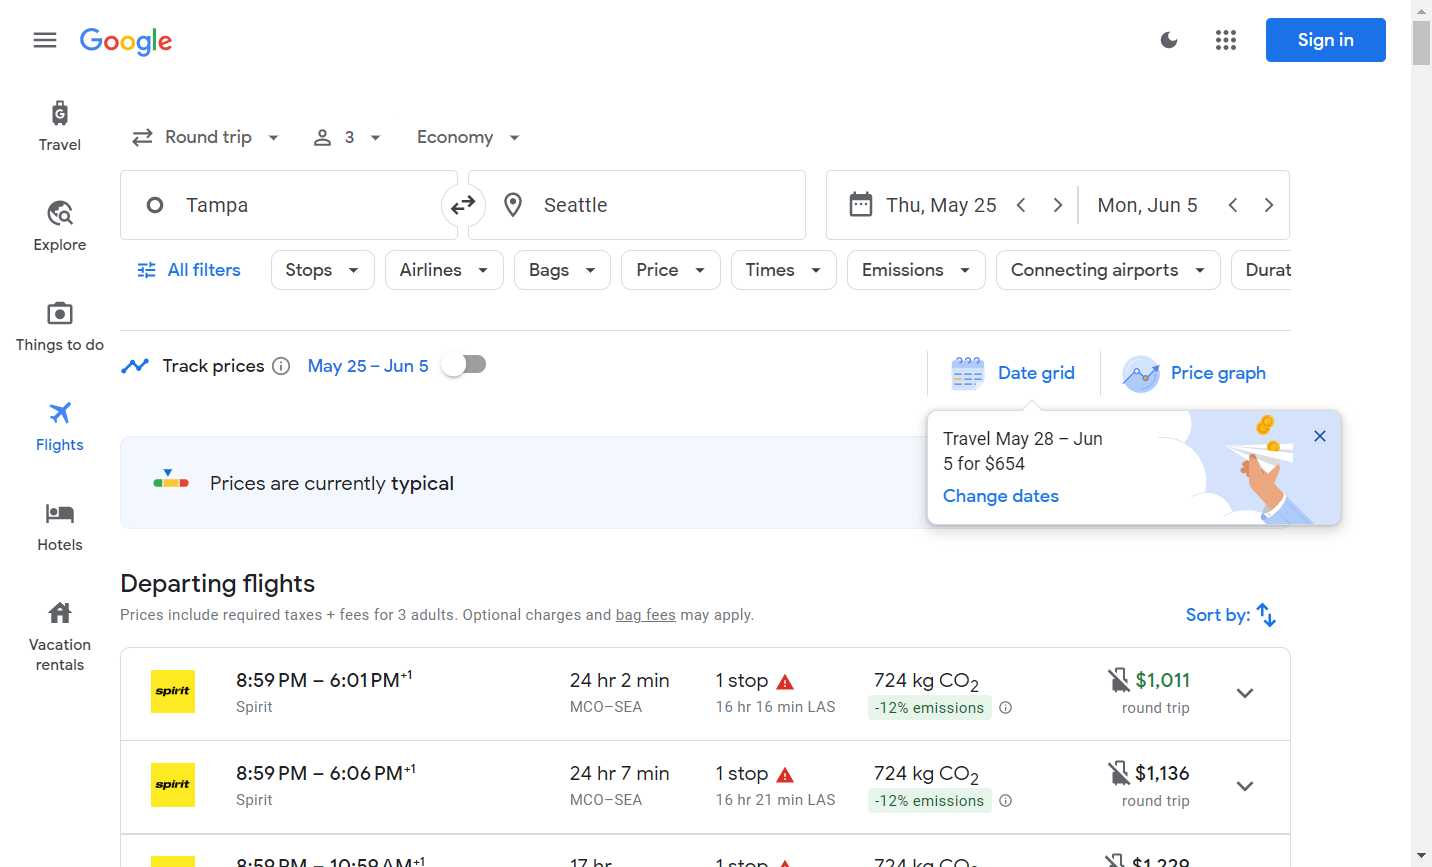 Google
Sign in
Travel
Explore
Things to do
Flights
Hotels
Vacation
rentals
Round trip
3
Economy
Tampa
Seattle
Thu, May 25
Mon, Jun 5
All filters
Stops
Airlines
Bags
Price
Times
Emissions
Connecting airports
Durat
Track prices
May 25 – Jun 5
Date grid
Price graph
Travel May 28 – Jun
5 for $654
Change dates
Prices are currently typical
Departing flights
Prices include required taxes + fees for 3 adults. Optional charges and bag fees may apply.
Sort by:
spirit
8:59 PM – 6:01 PM+1
Spirit
24 hr 2 min
MCO–SEA
1 stop
16 hr 16 min LAS
724 kg CO2
-12% emissions
$1,011
round trip
spirit
8:59 PM – 6:06 PM+1
Spirit
24 hr 7 min
MCO–SEA
1 stop
16 hr 21 min LAS
724 kg CO2
-12% emissions
$1,136
round trip
8:59 PM – 10:59 AM+1
17 hr
1 stop
724 kg CO2
$1,229